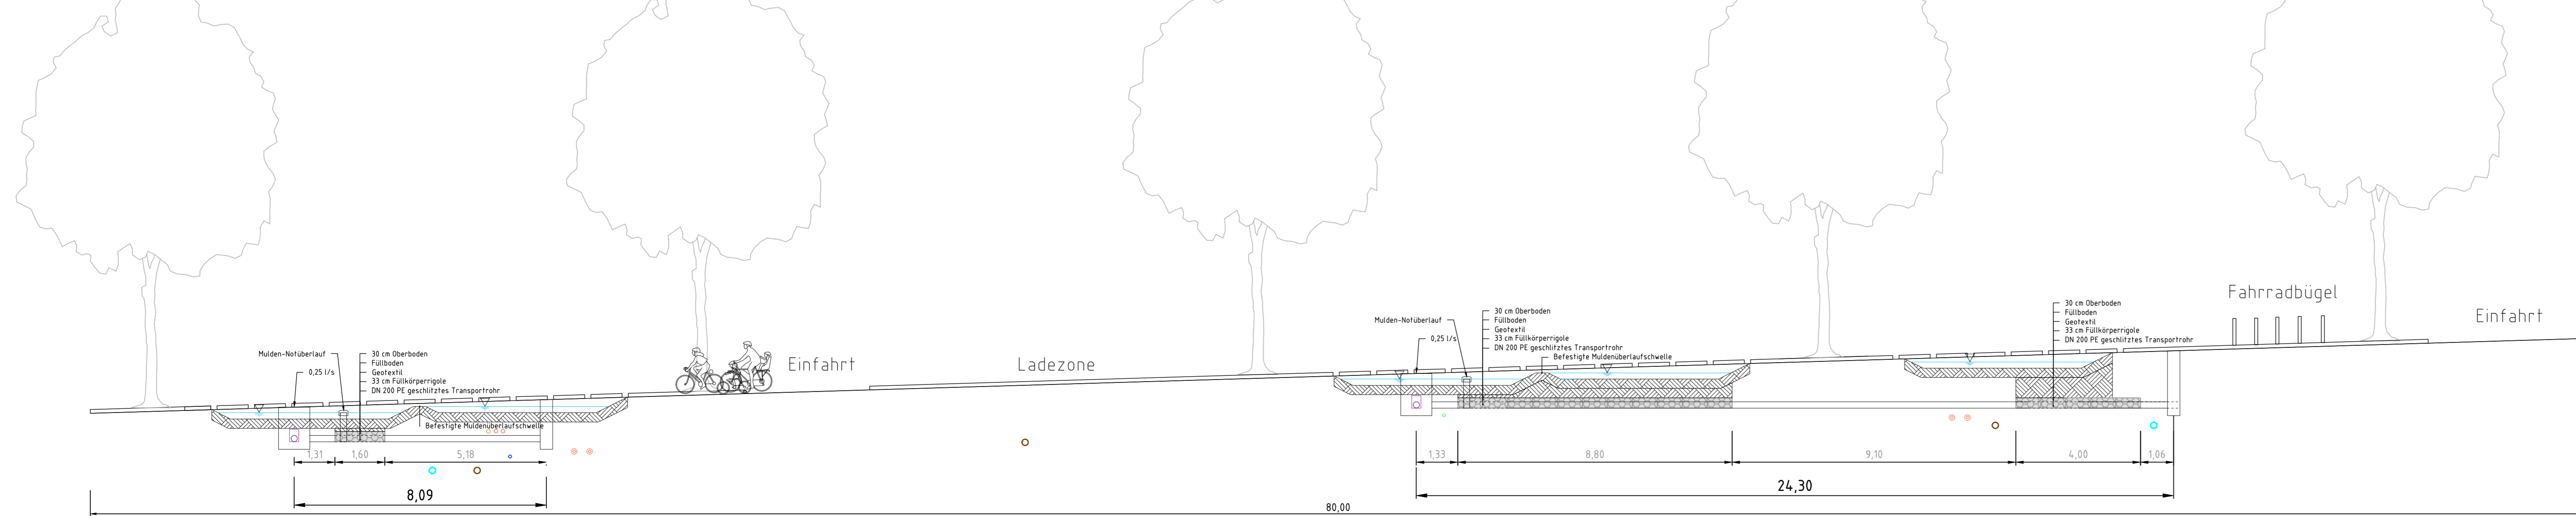 Mulden-Notüberlauf
0,25 l/s
30 cm Oberboden
Füllboden
Geotextil
33 cm Füllkörperrigole
DN 200 PE geschlitztes Transportrohr
Befestigte Muldenüberlaufschwelle
1,31
1,60
5,18
8,09
Einfahrt
Ladezone
Mulden-Notüberlauf
0,25 l/s
30 cm Oberboden
Füllboden
Geotextil
33 cm Füllkörperrigole
DN 200 PE geschlitztes Transportrohr
Befestigte Muldenüberlaufschwelle
30 cm Oberboden
Füllboden
Geotextil
33 cm Füllkörperrigole
DN 200 PE geschlitztes Transportrohr
Fahrradbügel
Einfahrt
1,33
8,80
9,10
4,00
1,06
24,30
80,00